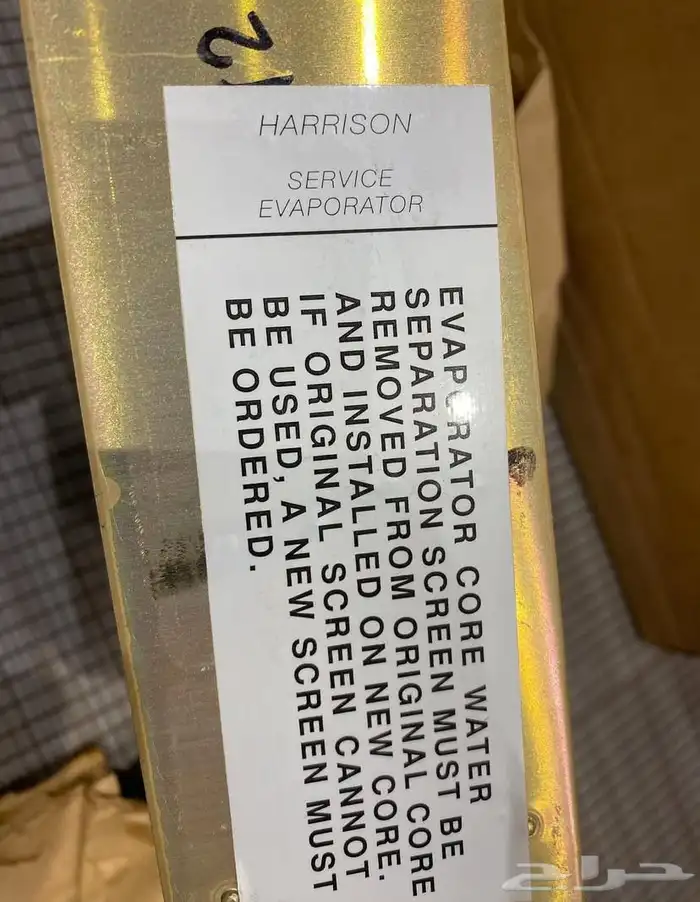 HARRISON
SERVICE
EVAPORATOR
EVAPORATOR CORE WATER
SEPARATION SCREEN MUST BE
REMOVED FROM ORIGINAL CORE
AND INSTALLED ON NEW CORE.
IF ORIGINAL SCREEN CANNOT
BE USED, A NEW SCREEN MUST
BE ORDERED.
حراج